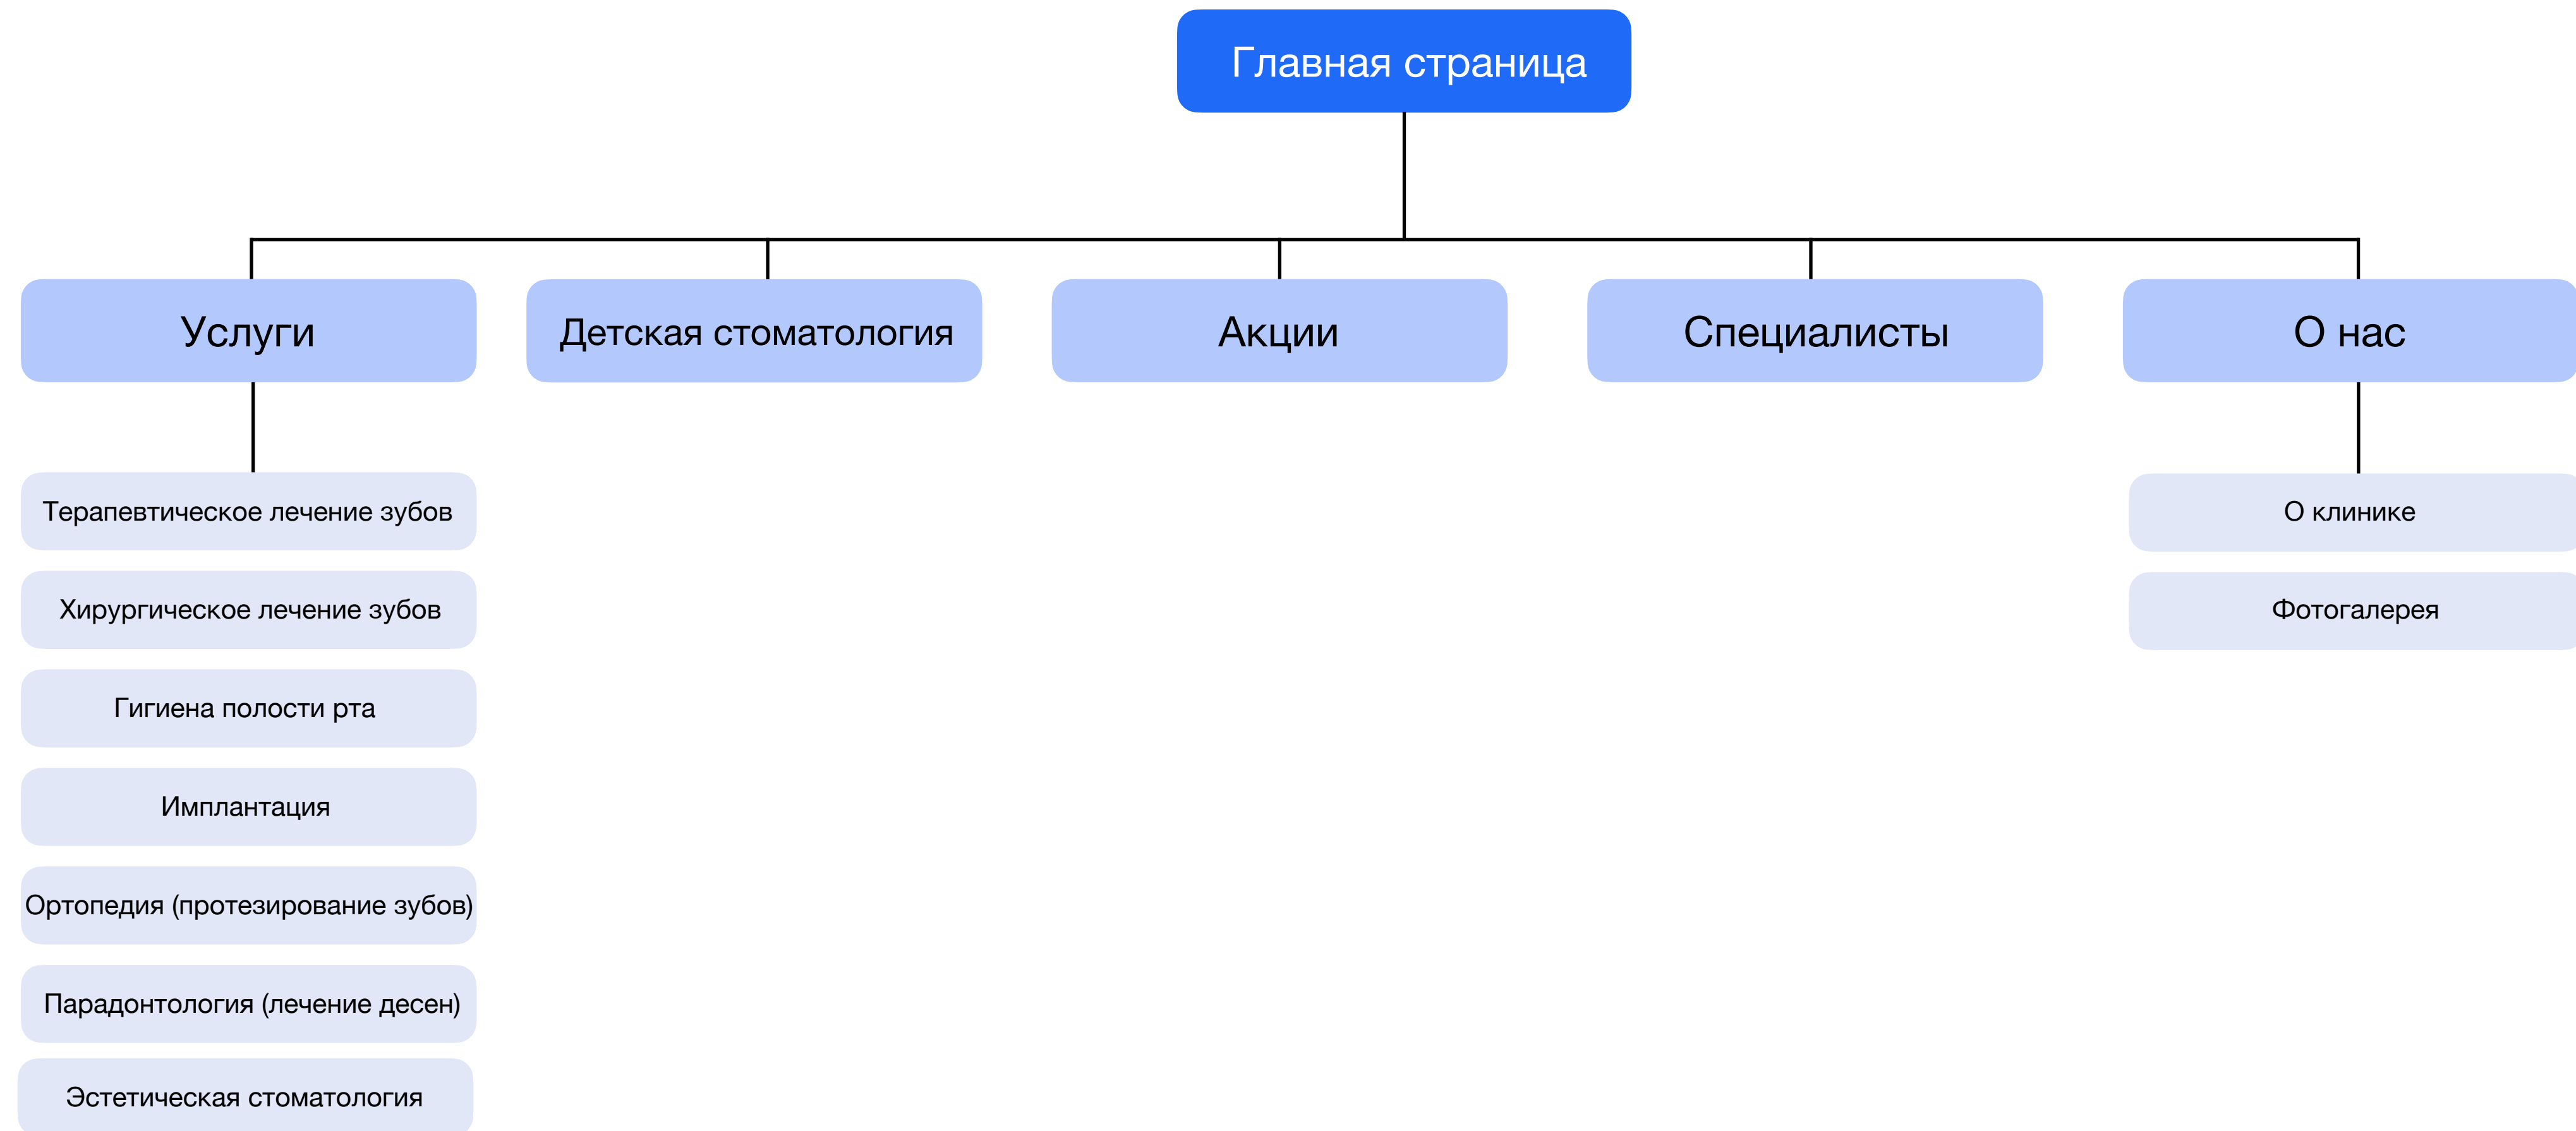 Главная страница
Услуги
Детская стоматология
Акции
Специалисты
О нас
Терапевтическое лечение зубов
Хирургическое лечение зубов
Гигиена полости рта
Имплантация
Ортопедия (протезирование зубов)
Парадонтология (лечение десен)
Эстетическая стоматология
О клинике
Фотогалерея